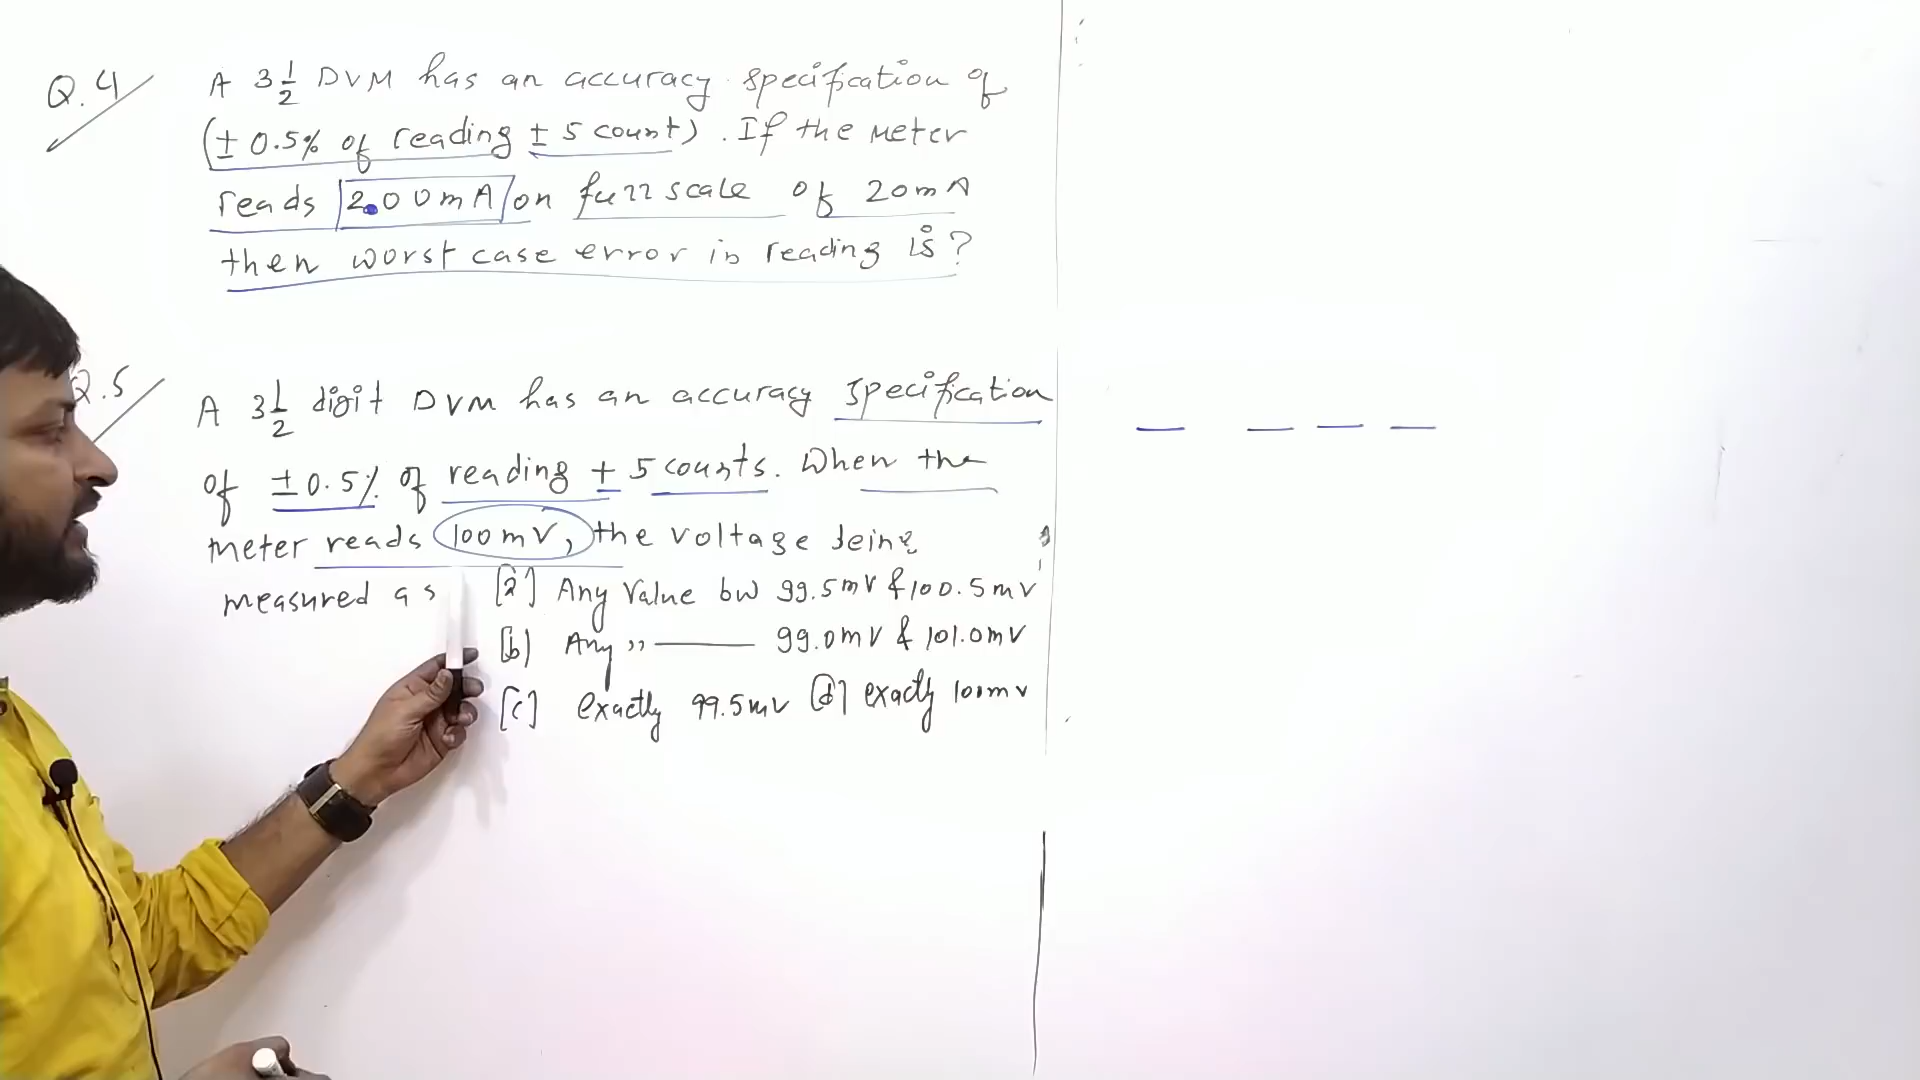 Q.4 A 3 1/2 DVM has an accuracy specification of
(± 0.5% of reading ± 5 count). If the meter
reads 2.00mA on full scale of 20mA
then worst case error in reading is?
Q.5 A 3 1/2 digit DVM has an accuracy specification
of ±0.5% of reading ± 5 counts. When the
meter reads 100mV, the voltage being
measured as [a] Any Value bw 99.5mV & 100.5mV
[b] Any ,, —— 99.0mV & 101.0mV
[c] exactly 99.5mV [d] exactly 100mv